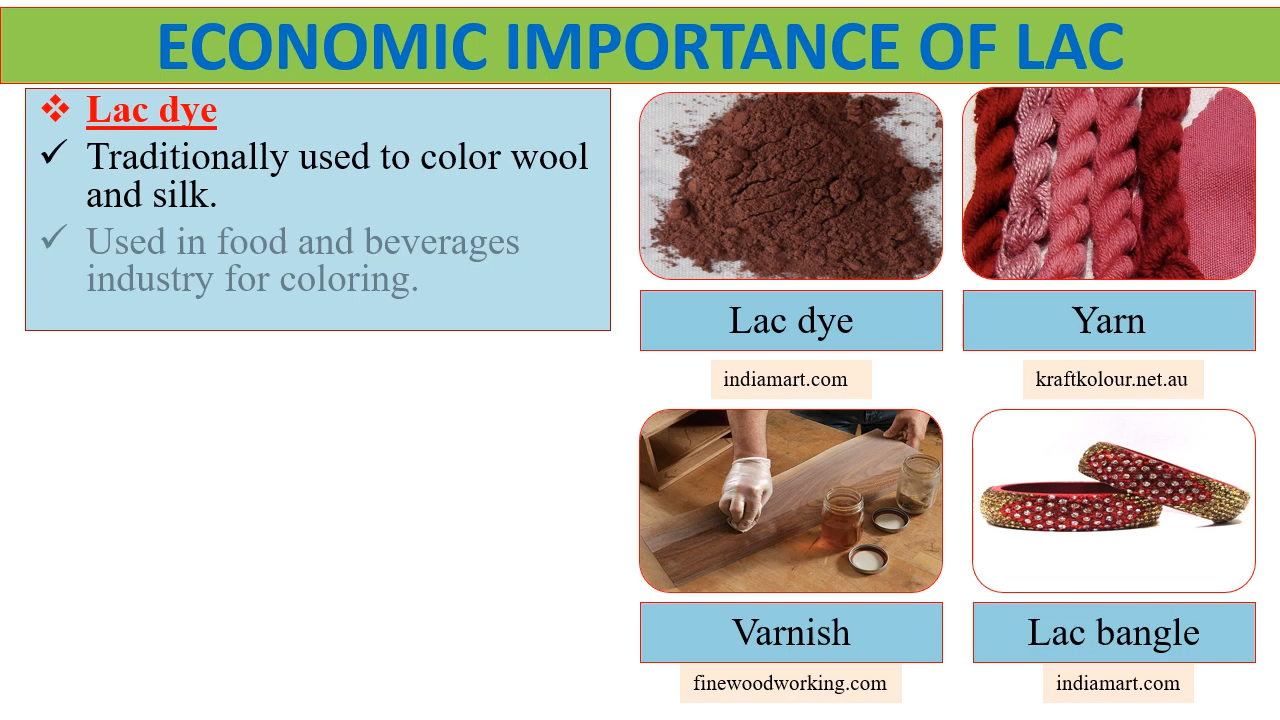 ECONOMIC IMPORTANCE OF LAC
❖ Lac dye
✓ Traditionally used to color wool
and silk.
✓ Used in food and beverages
industry for coloring.
Lac dye
Yarn
indiamart.com
kraftkolour.net.au
Varnish
Lac bangle
finewoodworking.com
indiamart.com